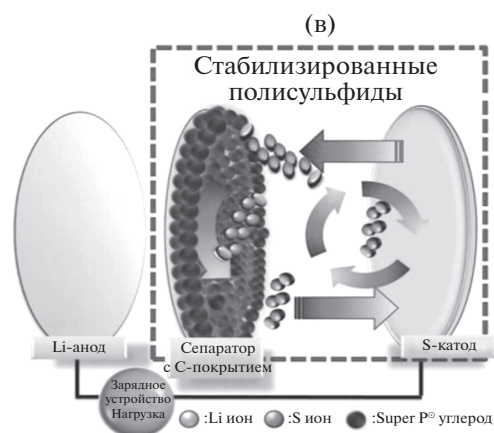 (в)
Стабилизированные
полисульфиды
Li-анод
Сепаратор
с С-покрытием
S-катод
Зарядное
устройство
Нагрузка
:Li ион
:S ион
:Super P® углерод